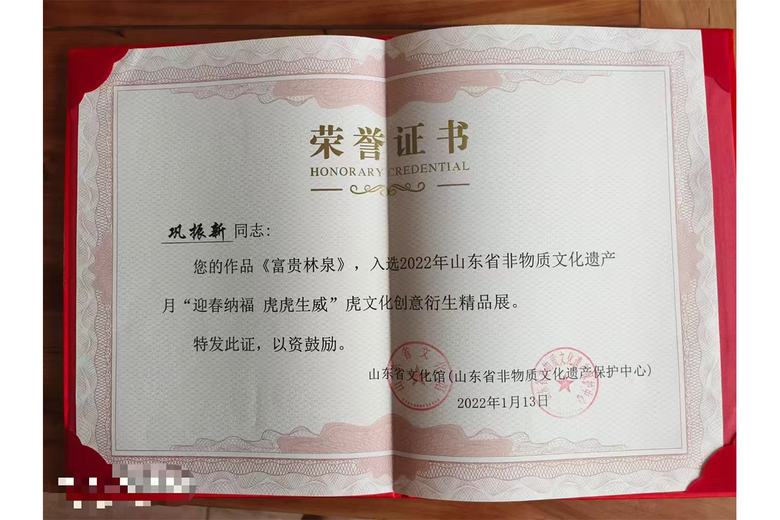 荣誉证书
HONORARY CREDENTIAL
巩振新同志:
您的作品《富贵林泉》，入选2022年山东省非物质文化遗产
月“迎春纳福 虎虎生威”虎文化创意衍生精品展。
特发此证，以资鼓励。
山东省文化馆(山东省非物质文化遗产保护中心)
2022年1月13日